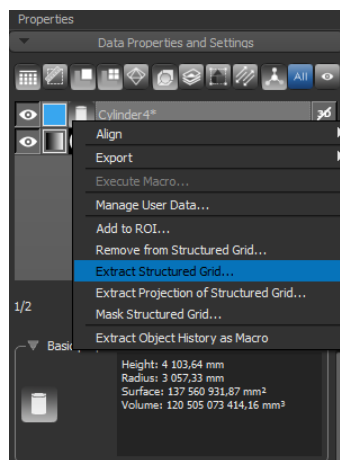 Properties
Data Properties and Settings
All
Cylinder4*
Align
Export
Execute Macro...
Manage User Data...
Add to ROI...
Remove from Structured Grid...
Extract Structured Grid...
Extract Projection of Structured Grid...
Mask Structured Grid...
Extract Object History as Macro
1/2
Basic
Height: 4 103,64 mm
Radius: 3 057,33 mm
Surface: 137 560 931,87 mm²
Volume: 120 505 073 414,16 mm³